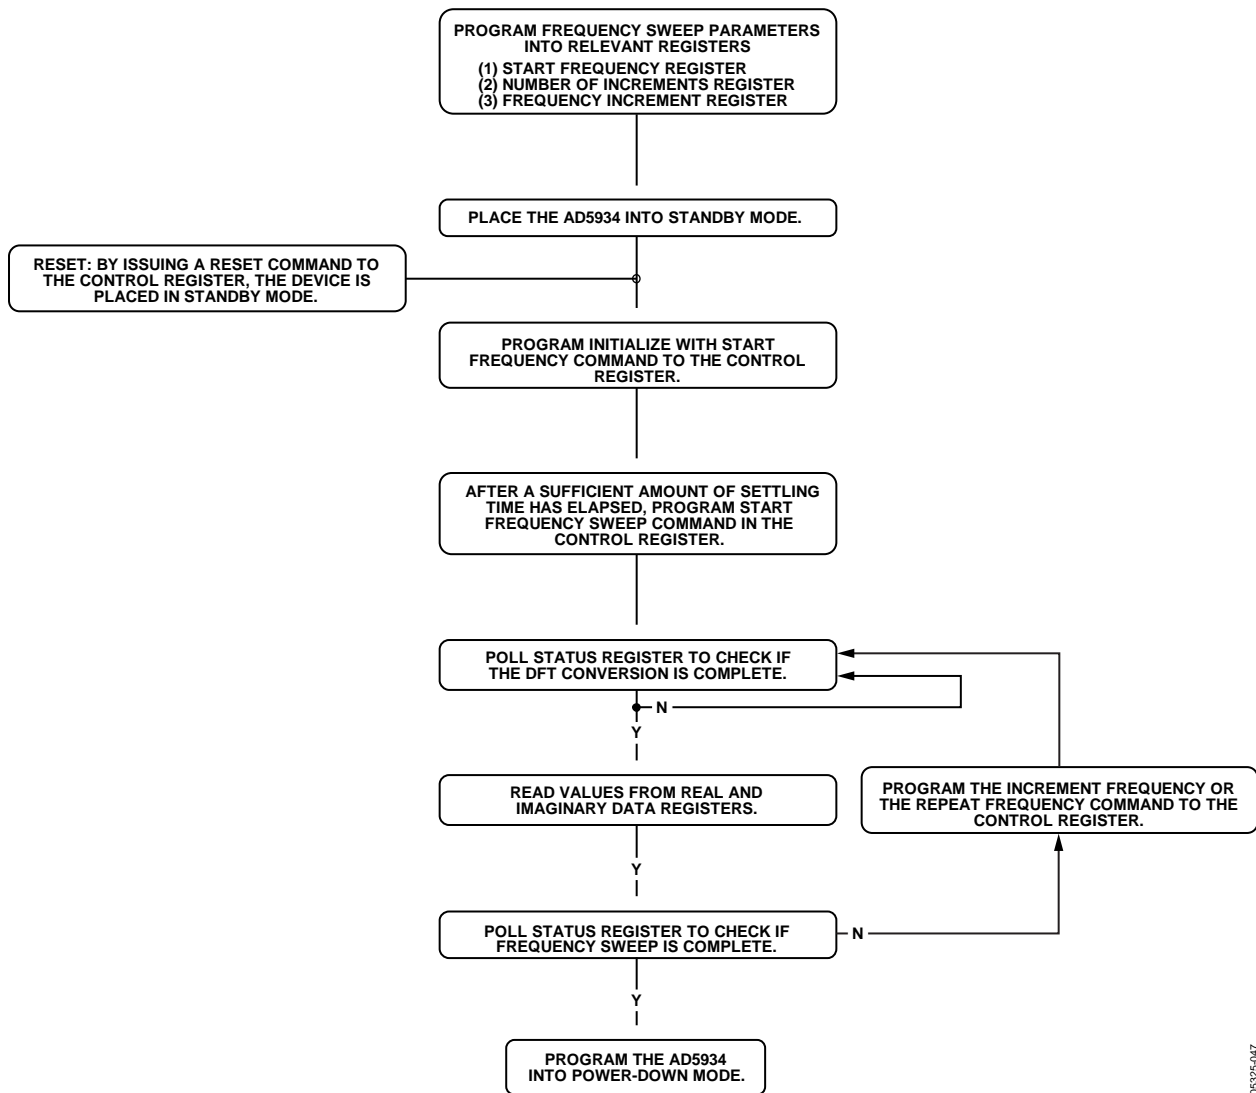 PROGRAM FREQUENCY SWEEP PARAMETERS
INTO RELEVANT REGISTERS
(1) START FREQUENCY REGISTER
(2) NUMBER OF INCREMENTS REGISTER
(3) FREQUENCY INCREMENT REGISTER
PLACE THE AD5934 INTO STANDBY MODE.
RESET: BY ISSUING A RESET COMMAND TO
THE CONTROL REGISTER, THE DEVICE IS
PLACED IN STANDBY MODE.
PROGRAM INITIALIZE WITH START
FREQUENCY COMMAND TO THE CONTROL
REGISTER.
AFTER A SUFFICIENT AMOUNT OF SETTLING
TIME HAS ELAPSED, PROGRAM START
FREQUENCY SWEEP COMMAND IN THE
CONTROL REGISTER.
POLL STATUS REGISTER TO CHECK IF
THE DFT CONVERSION IS COMPLETE.
N
Y
READ VALUES FROM REAL AND
IMAGINARY DATA REGISTERS.
PROGRAM THE INCREMENT FREQUENCY OR
THE REPEAT FREQUENCY COMMAND TO THE
CONTROL REGISTER.
Y
POLL STATUS REGISTER TO CHECK IF
FREQUENCY SWEEP IS COMPLETE.
N
Y
PROGRAM THE AD5934
INTO POWER-DOWN MODE.
05325-047